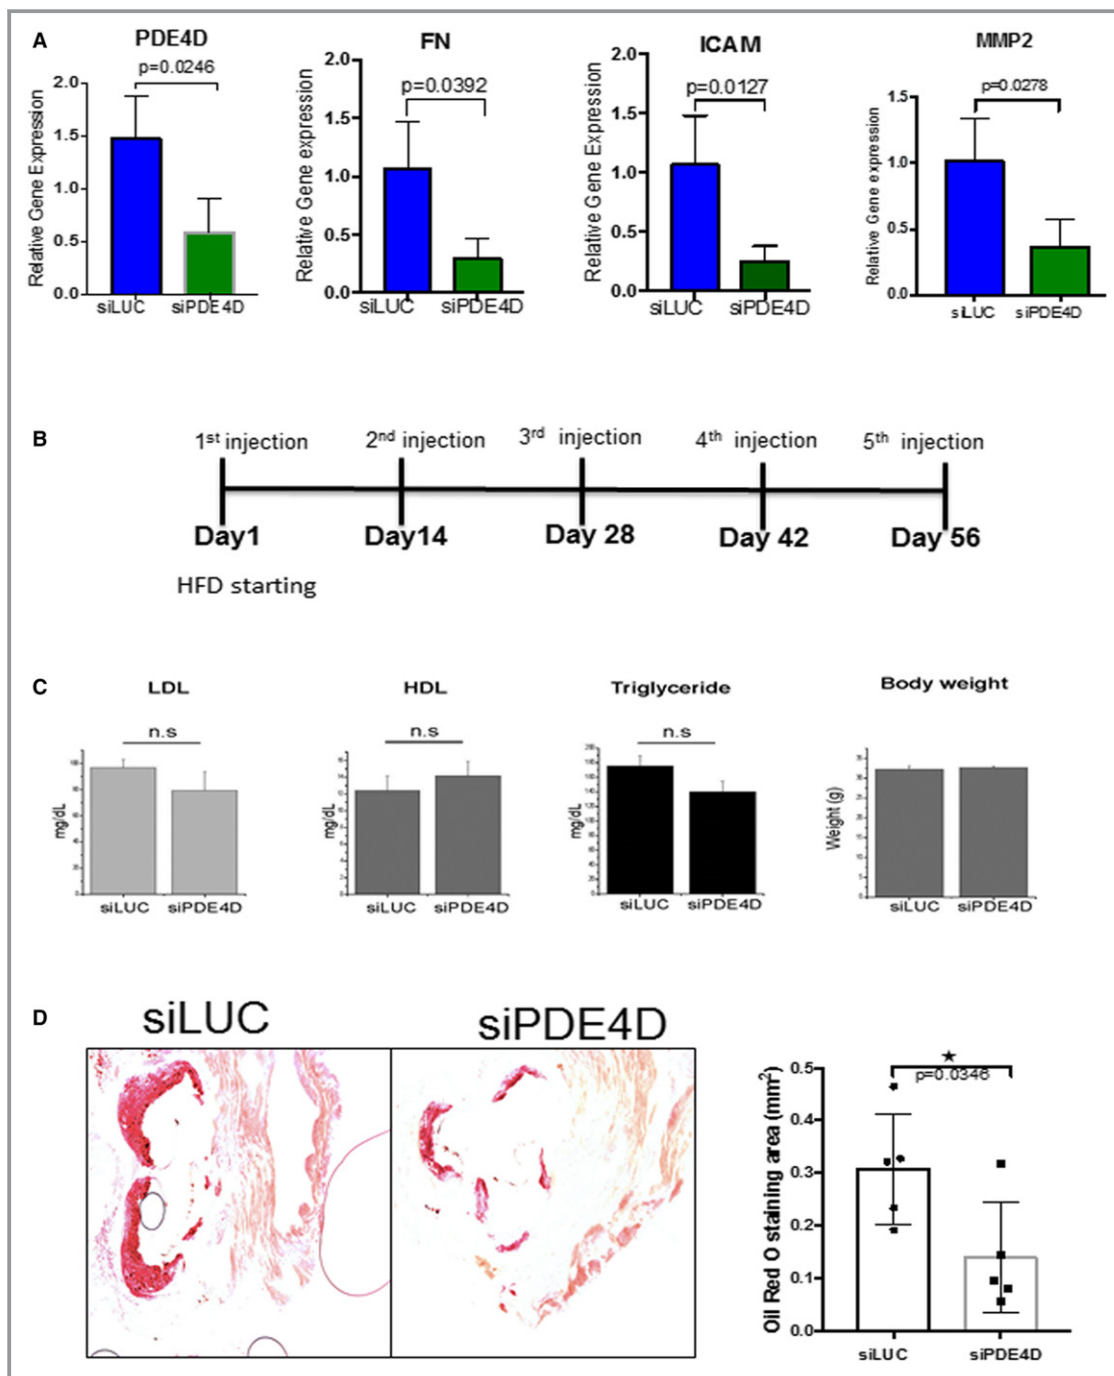 A
PDE4D
p=0.0246
Relative Gene Expression
2.0
1.5
1.0
0.5
0.0
siLUC siPDE4D
FN
p=0.0392
Relative Gene expression
2.0
1.5
1.0
0.5
0.0
siLUC siPDE4D
ICAM
p=0.0127
Relative Gene Expression
2.0
1.5
1.0
0.5
0.0
siLUC siPDE4D
MMP2
p=0.0278
Relative Gene expression
1.5
1.0
0.5
0.0
siLUC siPDE4D
B
1st injection 2nd injection 3rd injection 4th injection 5th injection
Day1 Day14 Day 28 Day 42 Day 56
HFD starting
C
LDL
n.s
mg/dL
siLUC siPDE4D
HDL
n.s
mg/dL
siLUC siPDE4D
Triglyceride
n.s
mg/dL
siLUC siPDE4D
Body weight
Weight (g)
siLUC siPDE4D
D
siLUC siPDE4D
p=0.0346
Oil Red O staining area (mm2)
0.5
0.4
0.3
0.2
0.1
0.0
siLUC siPDE4D